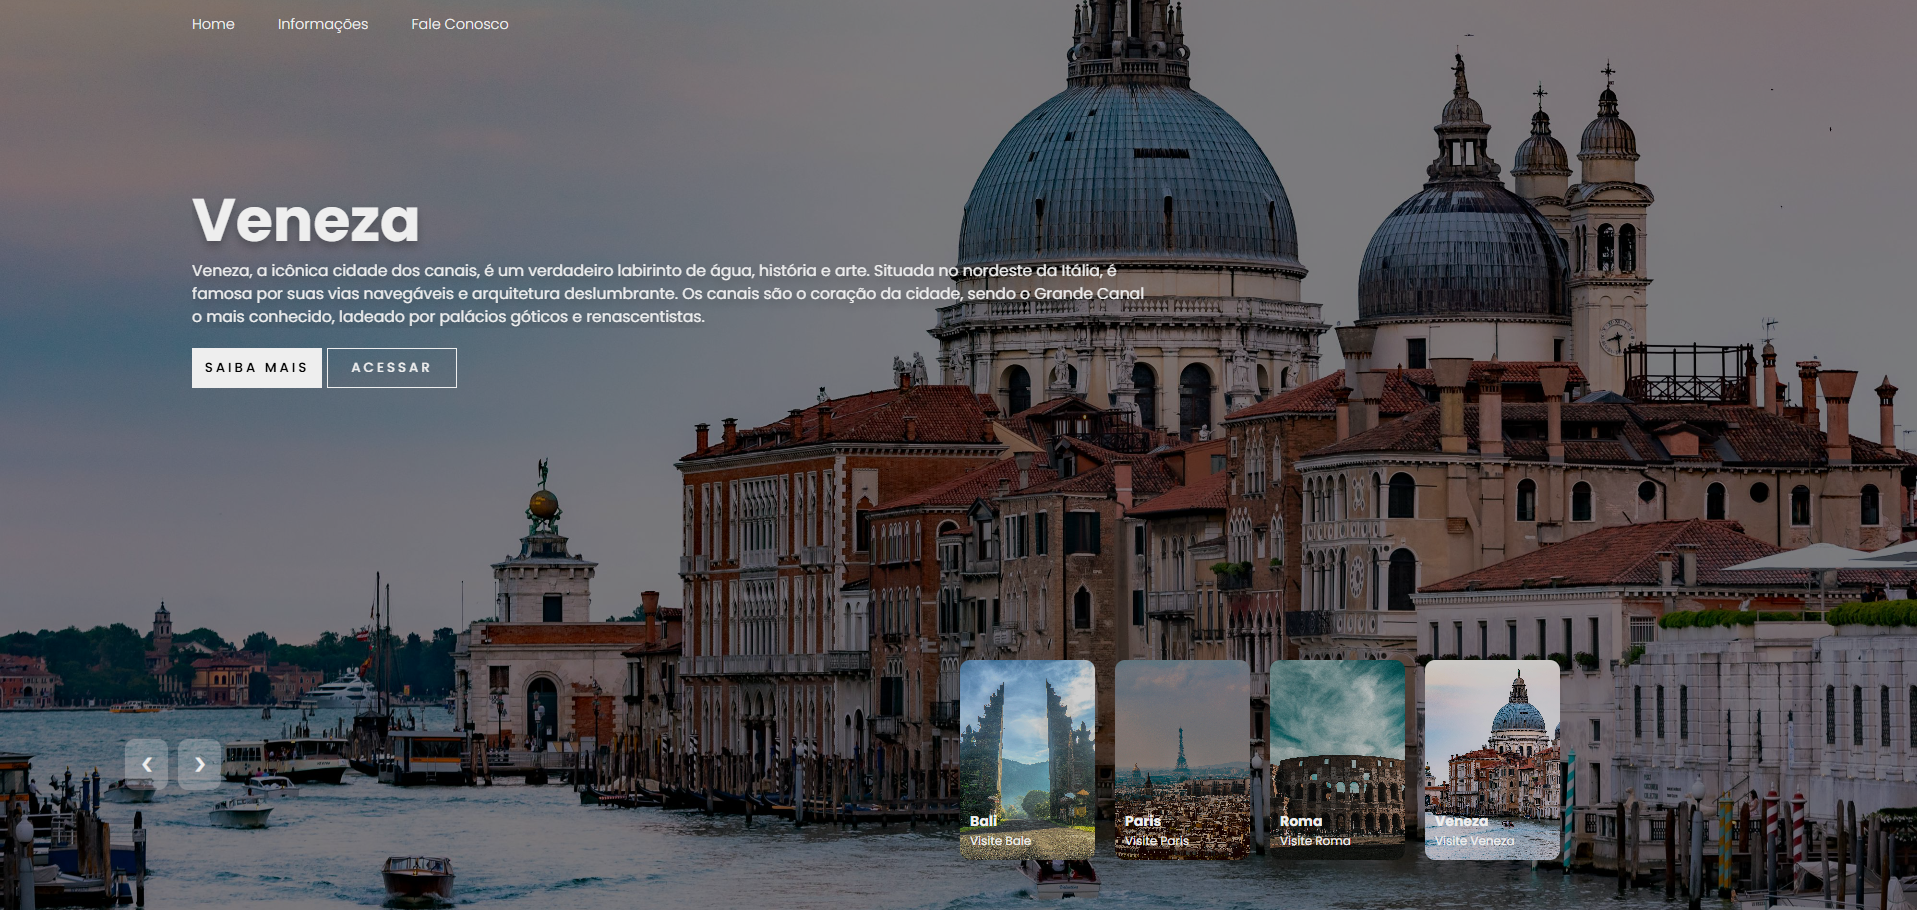 Home Informações Fale Conosco
Veneza
Veneza, a icônica cidade dos canais, é um verdadeiro labirinto de água, história e arte. Situada no nordeste da Itália, é
famosa por suas vias navegáveis e arquitetura deslumbrante. Os canais são o coração da cidade, sendo o Grande Canal
o mais conhecido, ladeado por palácios góticos e renascentistas.
SAIBA MAIS ACESSAR
❮ ❯
Bali
Visite Bale
Paris
Visite Paris
Roma
Visite Roma
Veneza
Visite Veneza